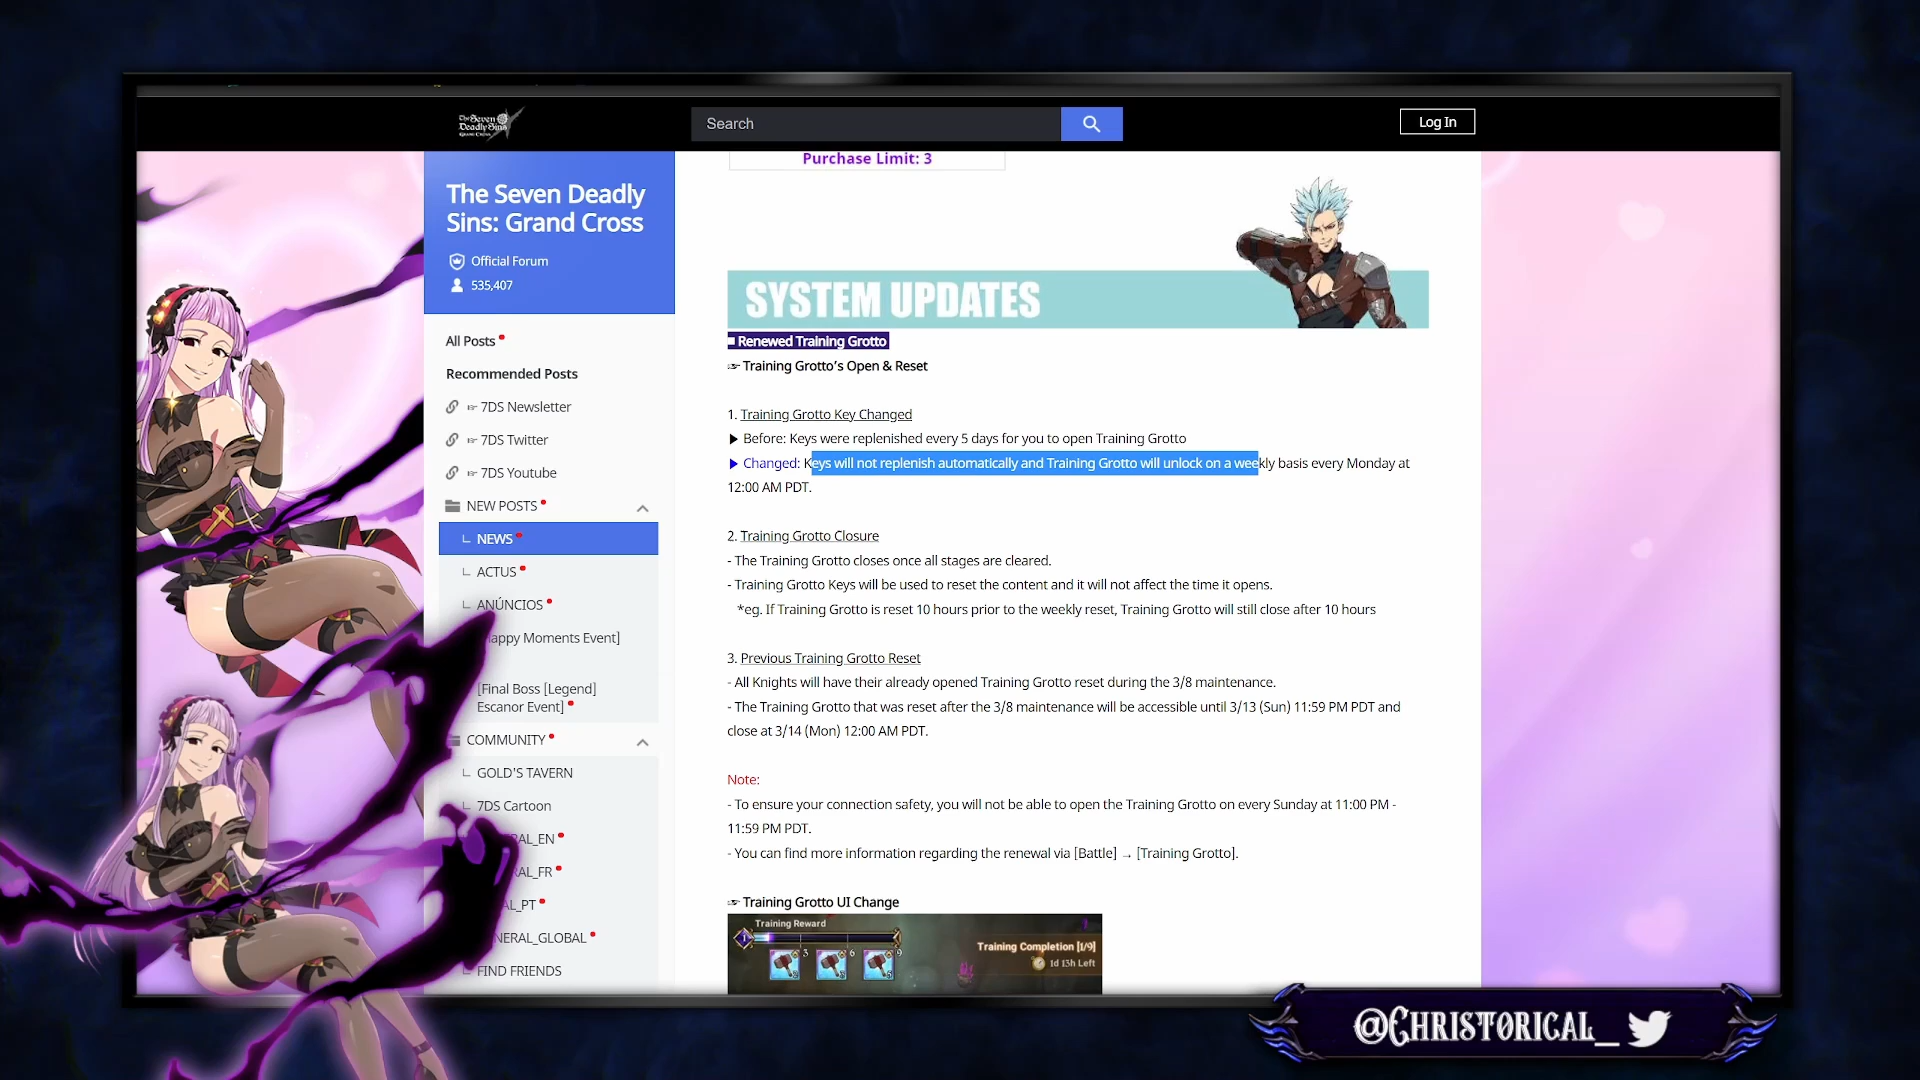 The Seven
Deadly Sins
GRAND CROSS
Search
Log In
The Seven Deadly
Sins: Grand Cross
Official Forum
535,407
All Posts
Recommended Posts
☞ 7DS Newsletter
☞ 7DS Twitter
☞ 7DS Youtube
NEW POSTS
NEWS
ACTUS
ANÚNCIOS
appy Moments Event]
[Final Boss [Legend]
Escanor Event]
COMMUNITY
GOLD'S TAVERN
7DS Cartoon
RAL_EN
RAL_FR
AL_PT
NERAL_GLOBAL
FIND FRIENDS
Purchase Limit: 3
SYSTEM UPDATES
■ Renewed Training Grotto
☞ Training Grotto's Open & Reset
1. Training Grotto Key Changed
▶ Before: Keys were replenished every 5 days for you to open Training Grotto
▶ Changed: Keys will not replenish automatically and Training Grotto will unlock on a weekly basis every Monday at
12:00 AM PDT.
2. Training Grotto Closure
- The Training Grotto closes once all stages are cleared.
- Training Grotto Keys will be used to reset the content and it will not affect the time it opens.
*eg. If Training Grotto is reset 10 hours prior to the weekly reset, Training Grotto will still close after 10 hours
3. Previous Training Grotto Reset
- All Knights will have their already opened Training Grotto reset during the 3/8 maintenance.
- The Training Grotto that was reset after the 3/8 maintenance will be accessible until 3/13 (Sun) 11:59 PM PDT and
close at 3/14 (Mon) 12:00 AM PDT.
Note:
- To ensure your connection safety, you will not be able to open the Training Grotto on every Sunday at 11:00 PM -
11:59 PM PDT.
- You can find more information regarding the renewal via [Battle] → [Training Grotto].
☞ Training Grotto UI Change
Training Reward
1
3
6
9
Training Completion [1/9]
1d 13h Left
@Christorical_